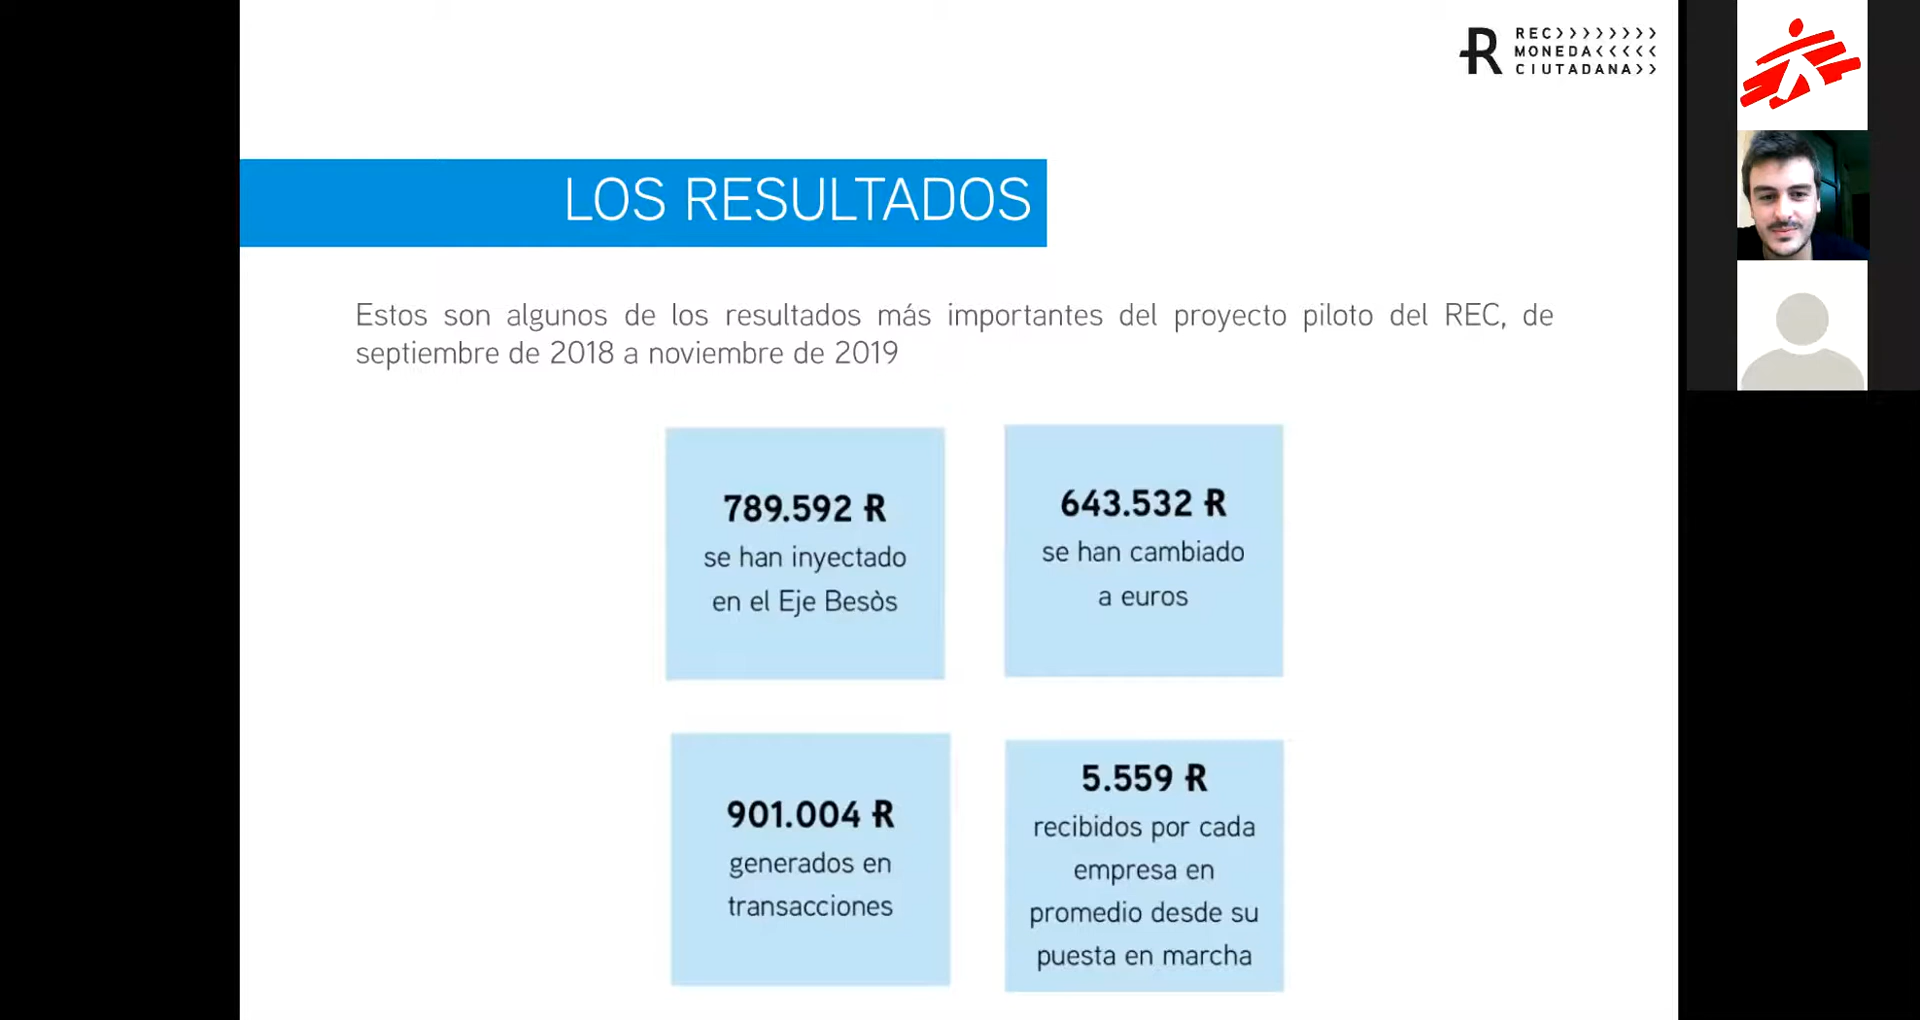 REC>>>>>>>>>
MONEDA<<<<<
CIUTADANA>>
LOS RESULTADOS
Estos son algunos de los resultados más importantes del proyecto piloto del REC, de
septiembre de 2018 a noviembre de 2019
789.592 R
se han inyectado
en el Eje Besòs
643.532 R
se han cambiado
a euros
901.004 R
generados en
transacciones
5.559 R
recibidos por cada
empresa en
promedio desde su
puesta en marcha